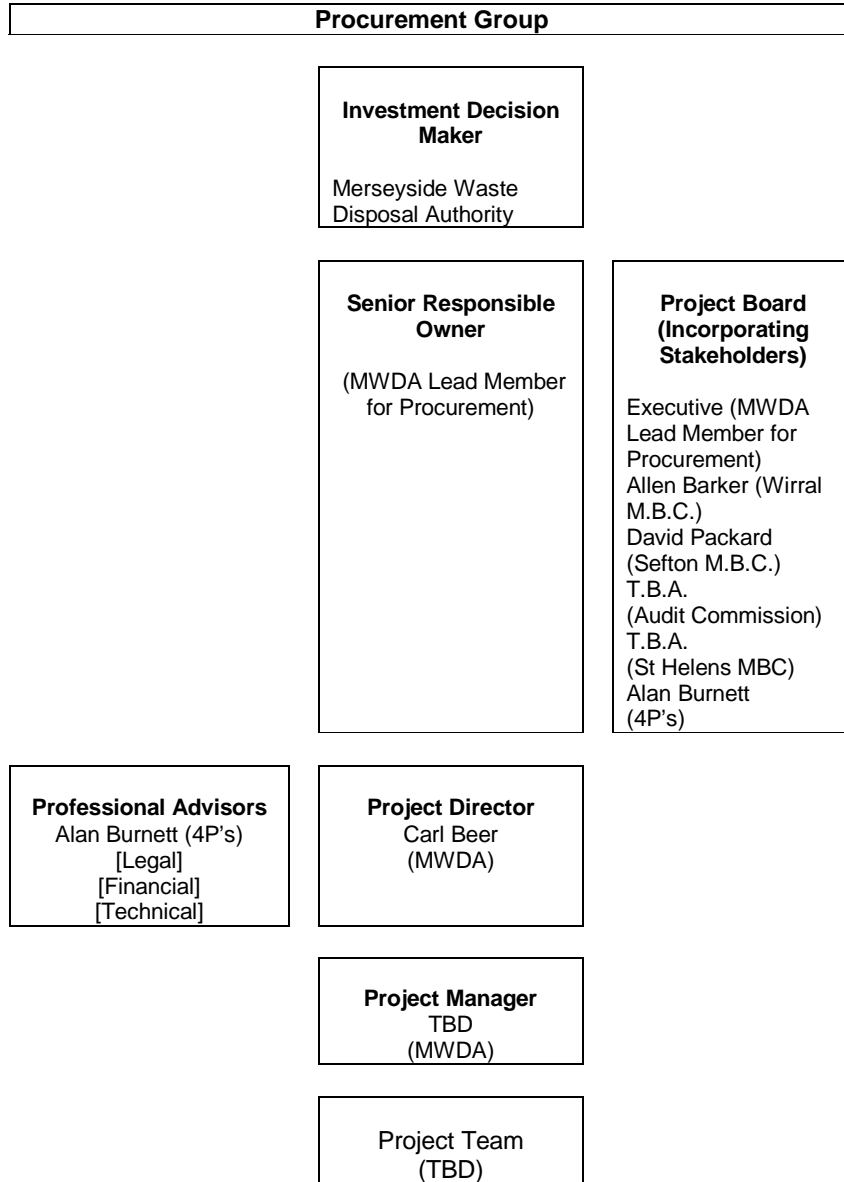 Procurement Group
Investment Decision
Maker
Merseyside Waste
Disposal Authority
Senior Responsible
Owner
(MWDA Lead Member
for Procurement)
Project Board
(Incorporating
Stakeholders)
Executive (MWDA
Lead Member for
Procurement)
Allen Barker (Wirral
M.B.C.)
David Packard
(Sefton M.B.C.)
T.B.A.
(Audit Commission)
T.B.A.
(St Helens MBC)
Alan Burnett
(4P's)
Professional Advisors
Alan Burnett (4P's)
[Legal]
[Financial]
[Technical]
Project Director
Carl Beer
(MWDA)
Project Manager
TBD
(MWDA)
Project Team
(TBD)